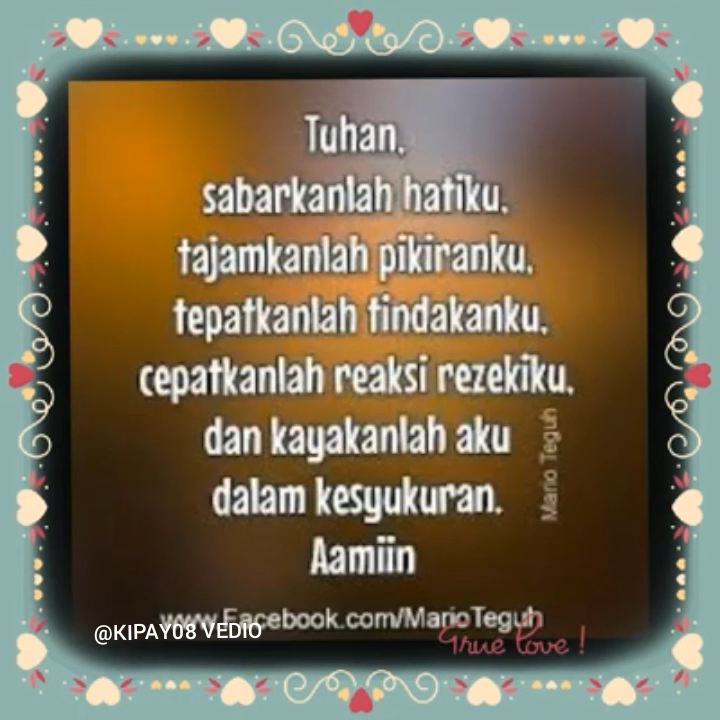 Tuhan,
sabarkanlah hatiku,
tajamkanlah pikiranku,
tepatkanlah tindakanku,
cepatkanlah reaksi rezekiku,
dan kayakanlah aku
dalam kesyukuran.
Aamiin
Mario Teguh
www.Facebook.com/MarioTeguh
@KIPAY08 VEDIO
True love !